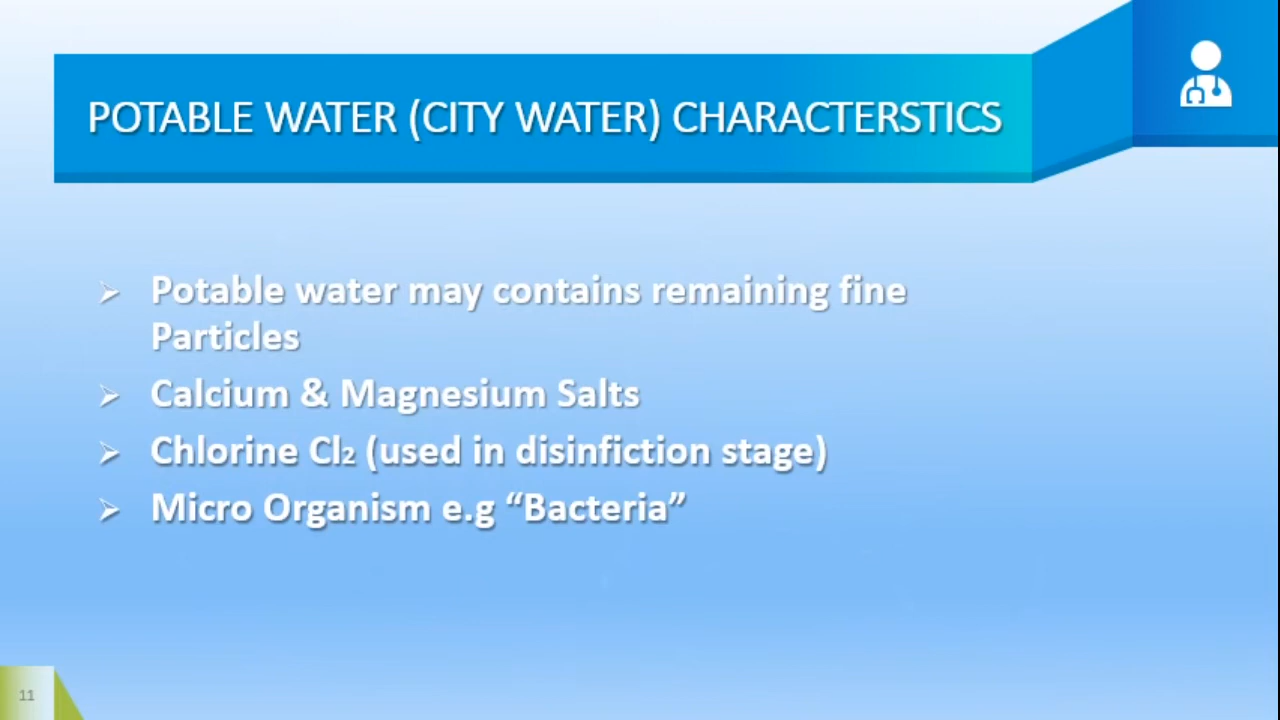 POTABLE WATER (CITY WATER) CHARACTERSTICS
➢ Potable water may contains remaining fine
Particles
➢ Calcium & Magnesium Salts
➢ Chlorine Cl₂ (used in disinfiction stage)
➢ Micro Organism e.g “Bacteria”
11